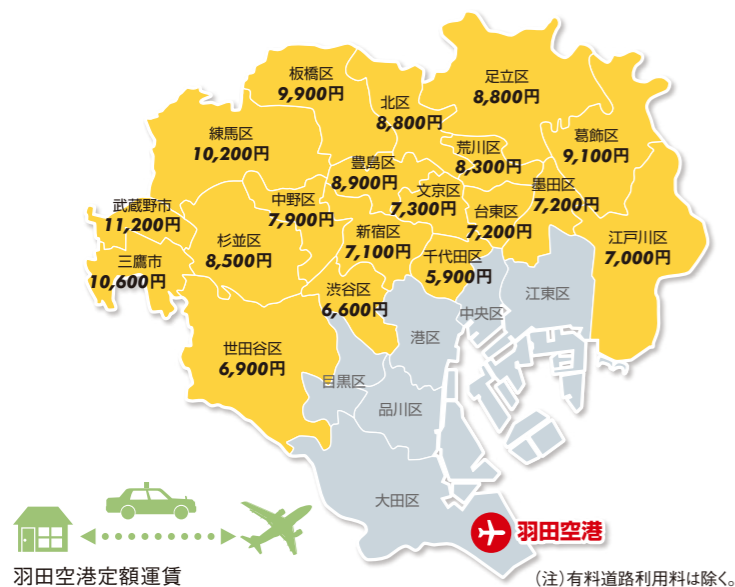 板橋区
9,900円
足立区
8,800円
北区
8,800円
練馬区
10,200円
荒川区
8,300円
葛飾区
9,100円
豊島区
8,900円
文京区
7,300円
墨田区
7,200円
武蔵野市
11,200円
中野区
7,900円
台東区
7,200円
杉並区
8,500円
新宿区
7,100円
江戸川区
7,000円
三鷹市
10,600円
千代田区
5,900円
渋谷区
6,600円
江東区
中央区
港区
世田谷区
6,900円
目黒区
品川区
大田区
羽田空港
羽田空港定額運賃
(注)有料道路利用料は除く。